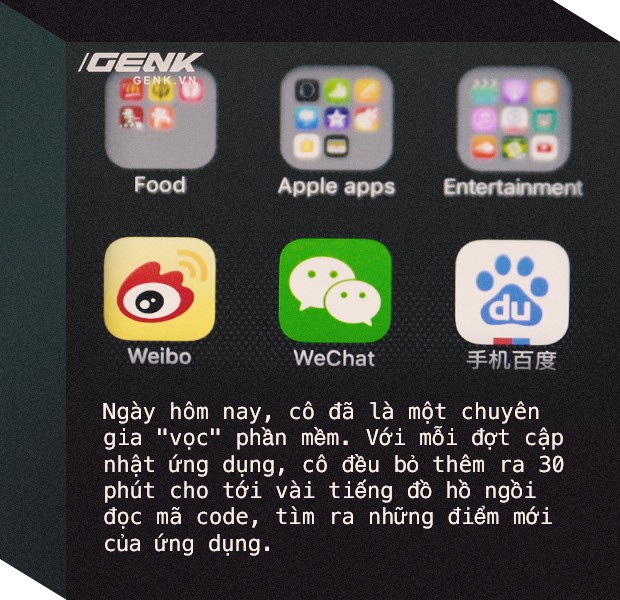 GENK
GENK.VN
Food
Apple apps
Entertainment
du
Weibo
WeChat
手机百度
Ngày hôm nay, cô đã là một chuyên
gia "vọc" phần mềm. Với mỗi đợt cập
nhật ứng dụng, cô đều bỏ thêm ra 30
phút cho tới vài tiếng đồ hồ ngồi
đọc mã code, tìm ra những điểm mới
của ứng dụng.